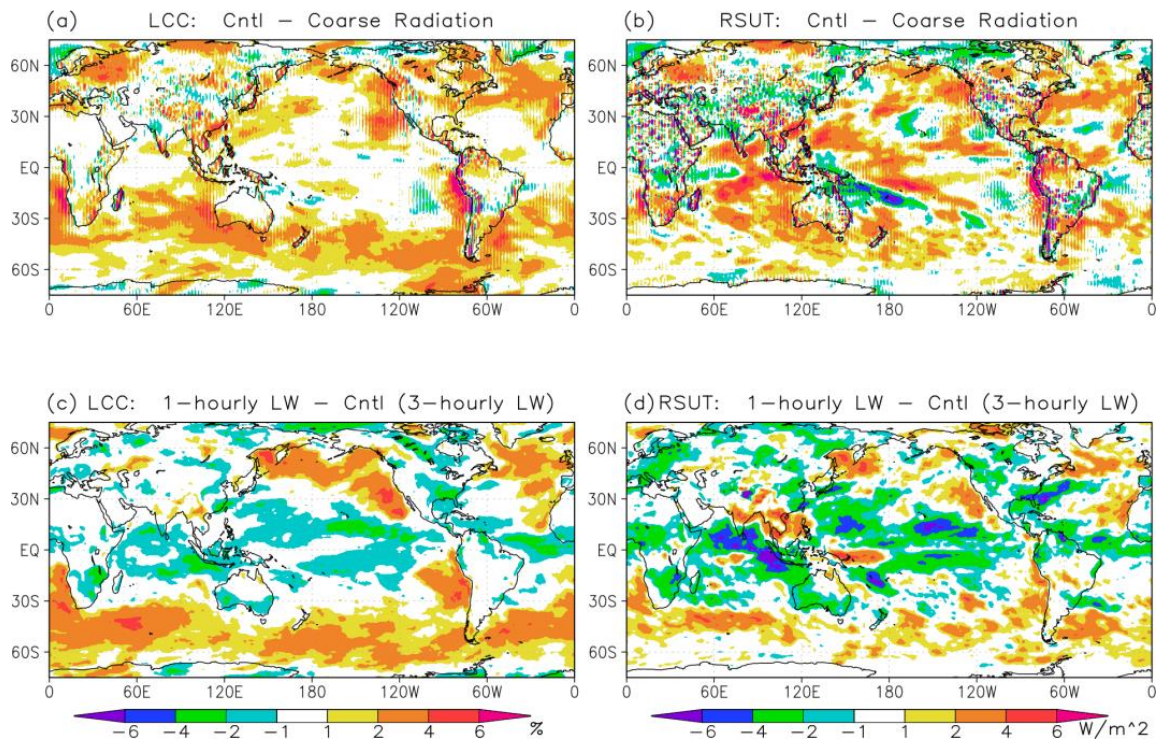 (a) LCC: Cntl − Coarse Radiation
60N
30N
EQ
30S
60S
0 60E 120E 180 120W 60W 0
(b) RSUT: Cntl − Coarse Radiation
60N
30N
EQ
30S
60S
0 60E 120E 180 120W 60W 0
(c) LCC: 1−hourly LW − Cntl (3−hourly LW)
60N
30N
EQ
30S
60S
0 60E 120E 180 120W 60W 0
−6 −4 −2 −1 1 2 4 6 %
(d) RSUT: 1−hourly LW − Cntl (3−hourly LW)
60N
30N
EQ
30S
60S
0 60E 120E 180 120W 60W 0
−6 −4 −2 −1 1 2 4 6 W/m^2